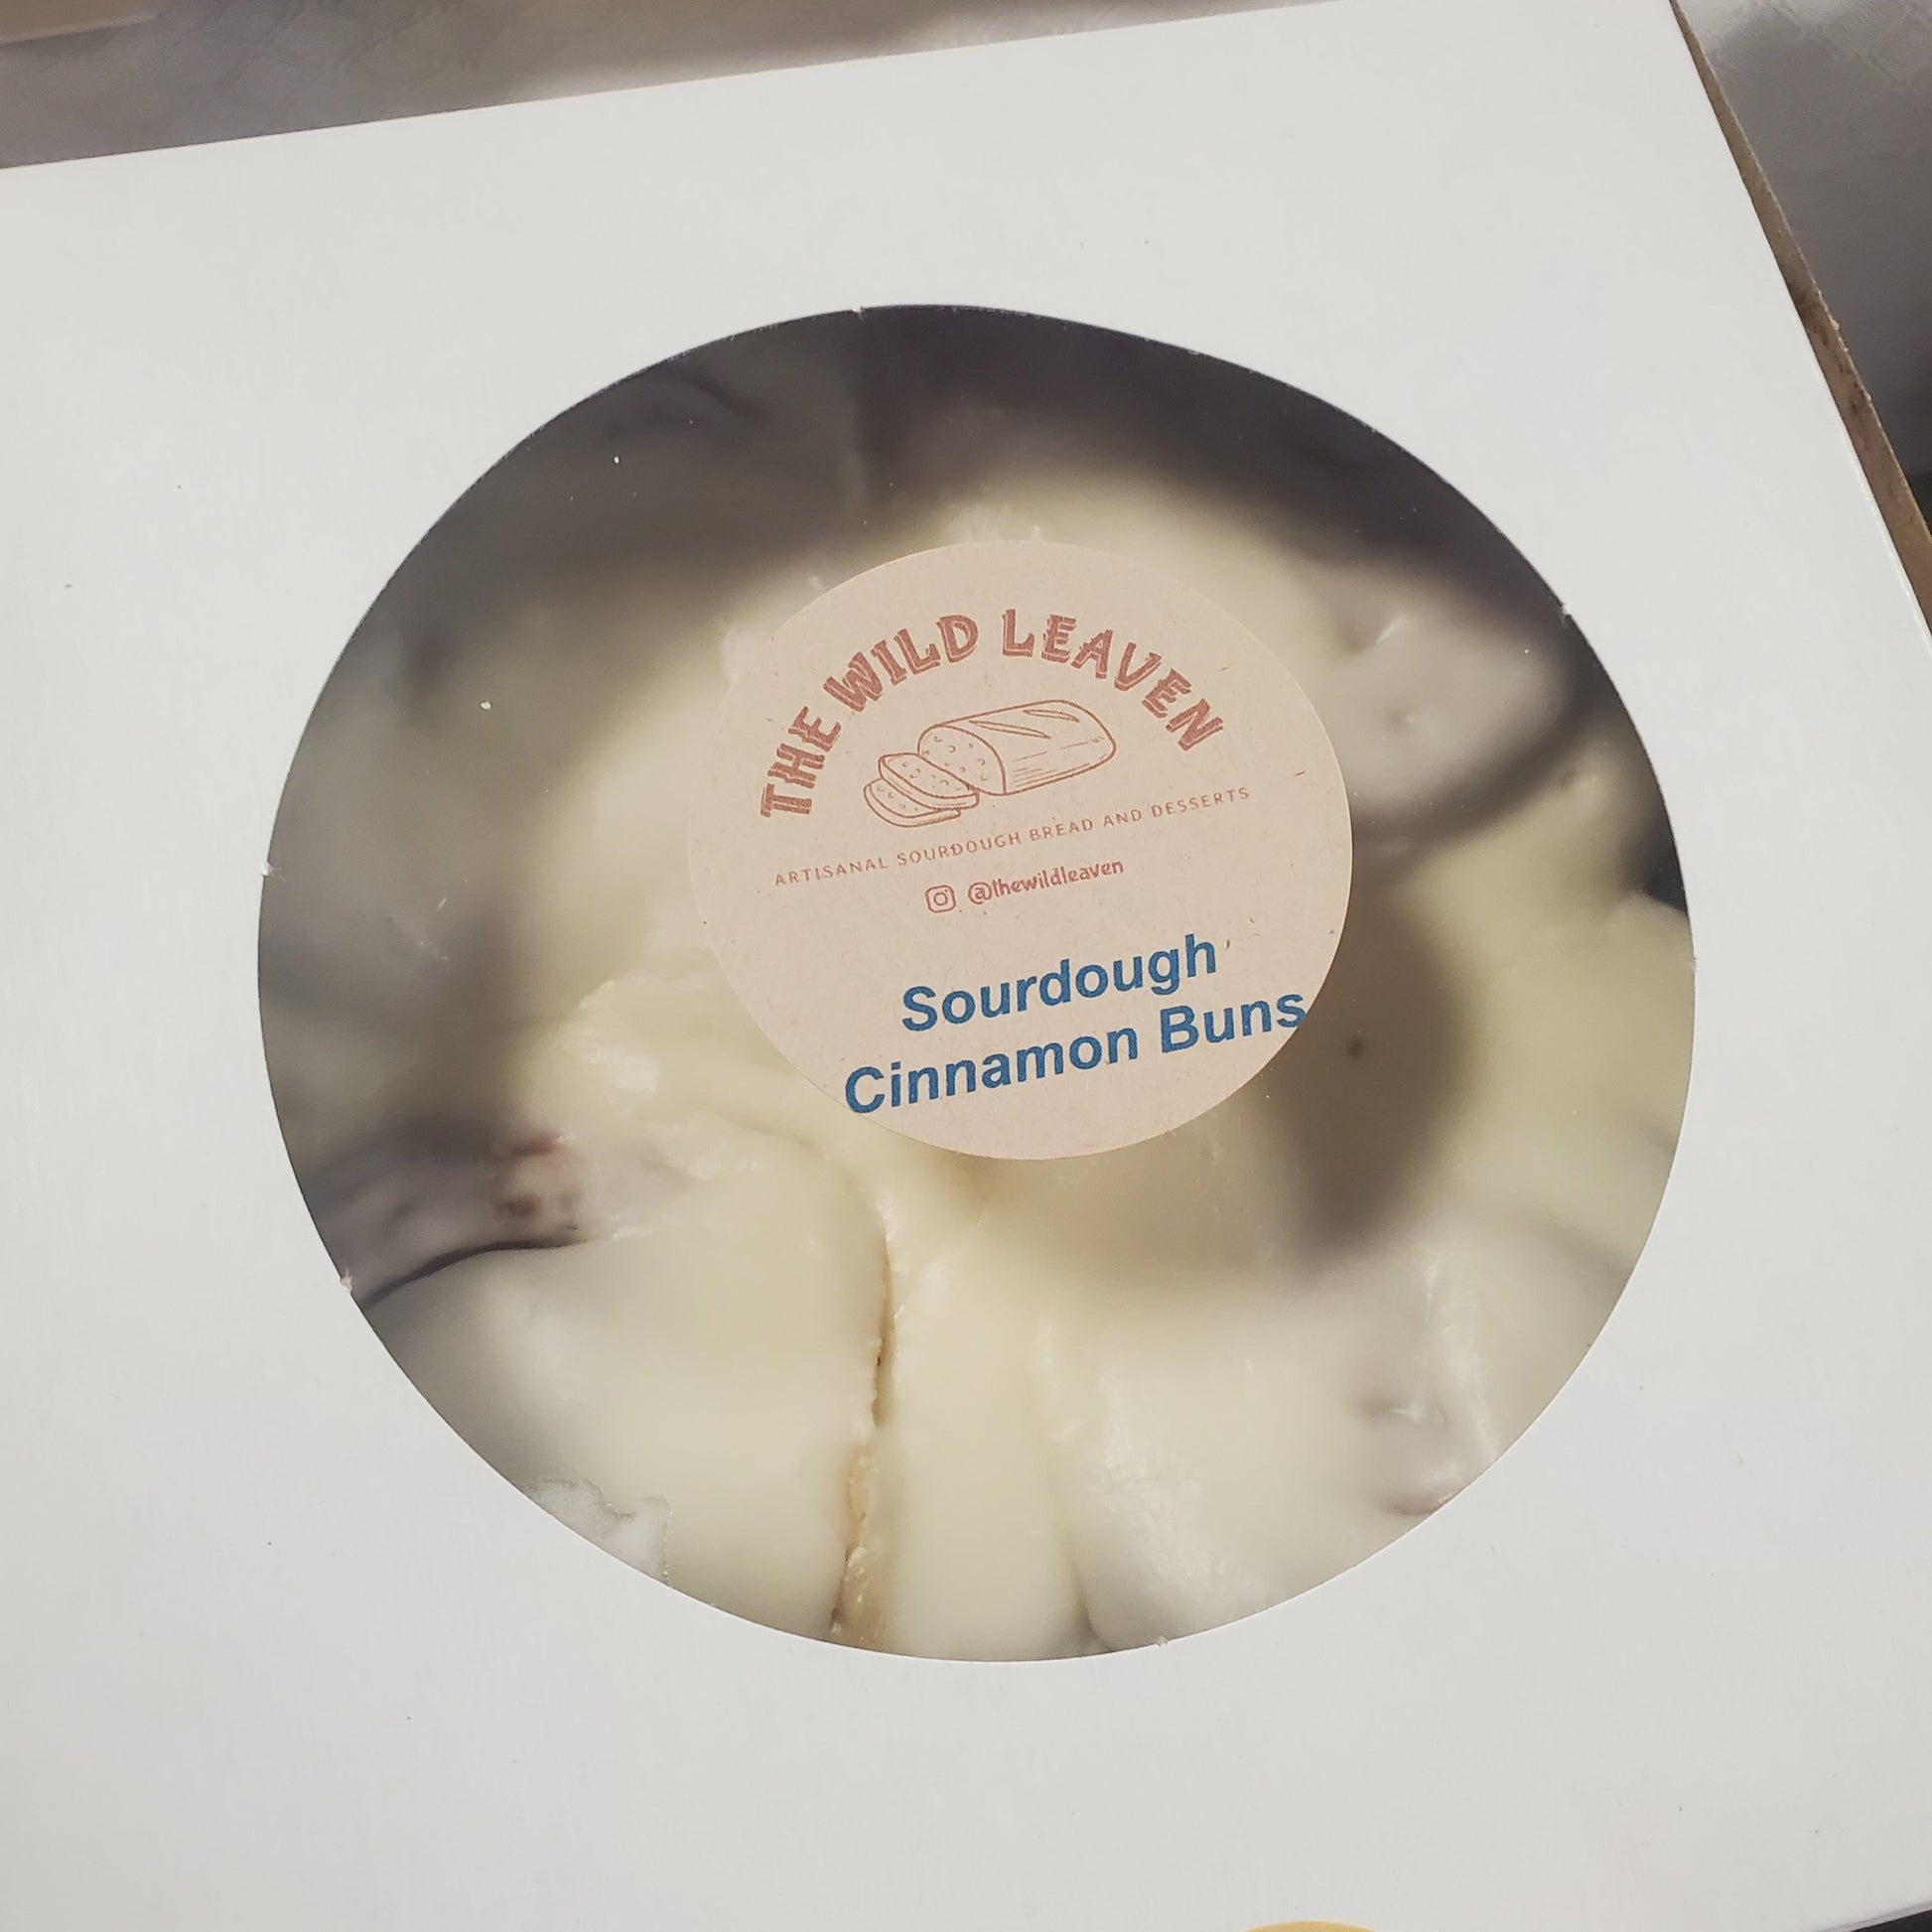 THE WILD LEAVEN
ARTISANAL SOURDOUGH BREAD AND DESSERTS
@thewildleaven
Sourdough
Cinnamon Buns